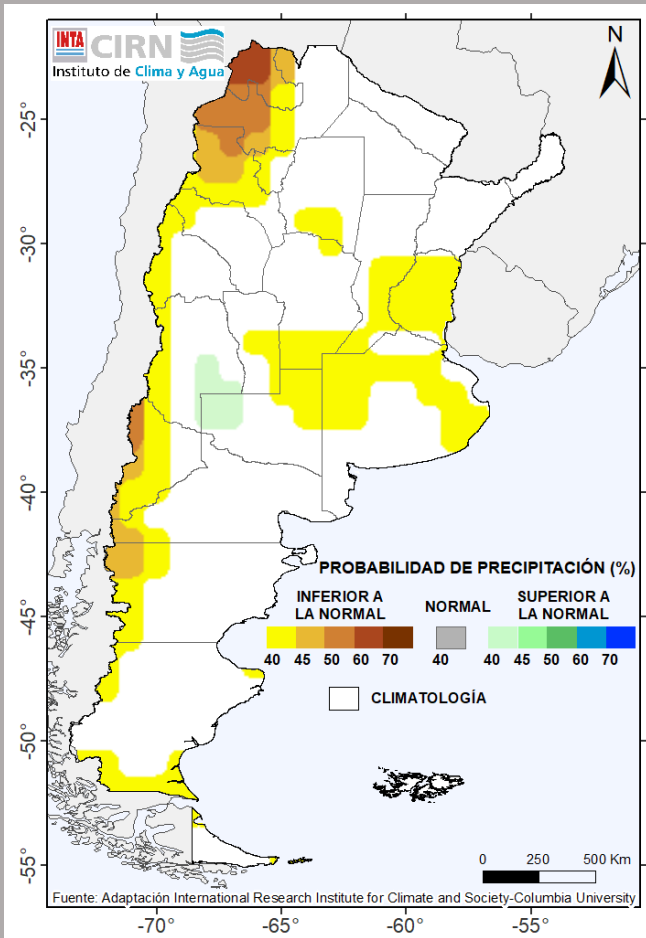 INTA CIRN
Instituto de Clima y Agua
N
-25°
-30°
-35°
-40°
-45°
-50°
-55°
PROBABILIDAD DE PRECIPITACIÓN (%)
INFERIOR A
LA NORMAL
NORMAL
SUPERIOR A
LA NORMAL
40 45 50 60 70
40
40 45 50 60 70
CLIMATOLOGÍA
0 250 500 Km
Fuente: Adaptación International Research Institute for Climate and Society-Columbia University
-70° -65° -60° -55°